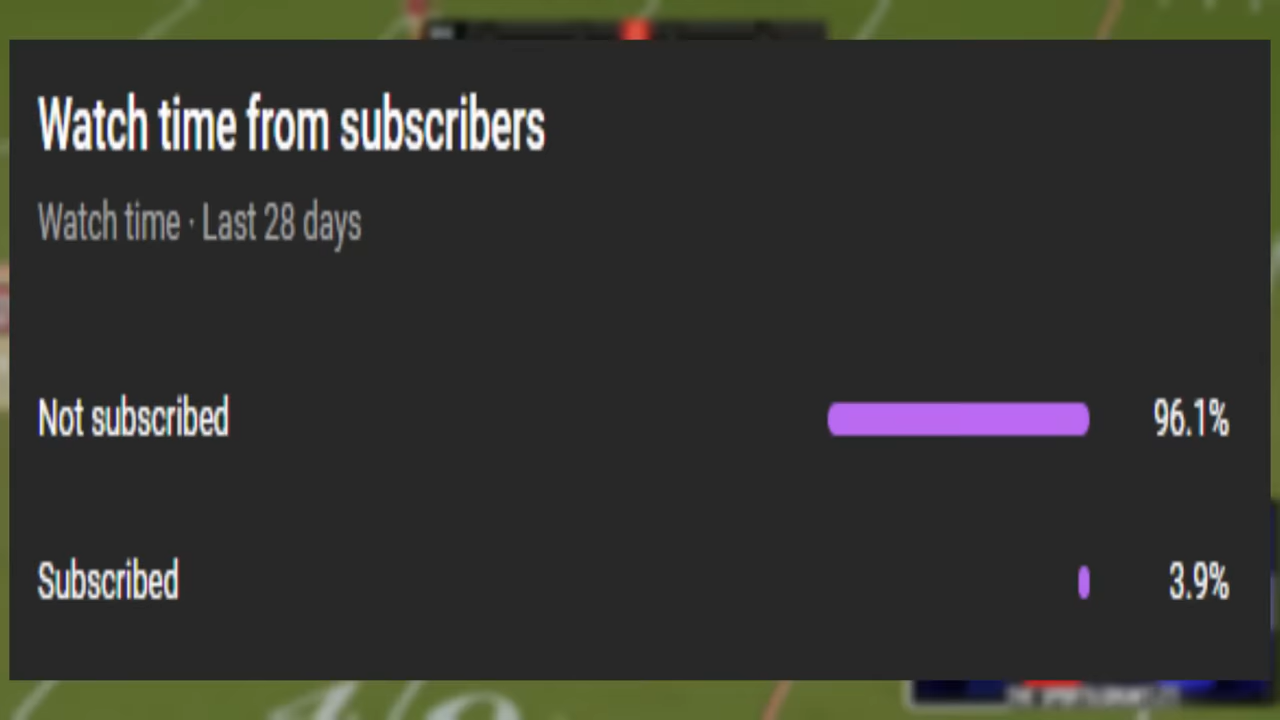 Watch time from subscribers
Watch time · Last 28 days
Not subscribed 96.1%
Subscribed 3.9%